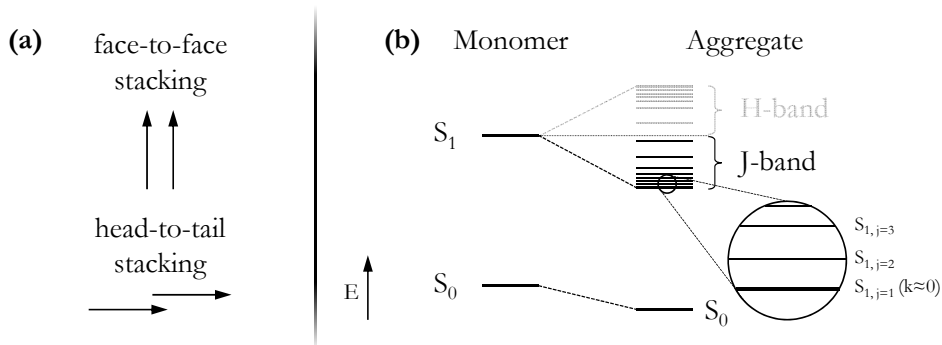 (a)
face-to-face
stacking
head-to-tail
stacking
(b)
Monomer
Aggregate
H-band
S₁
J-band
S₁, j=3
S₁, j=2
S₁, j=1 (k≈0)
E
S₀
S₀